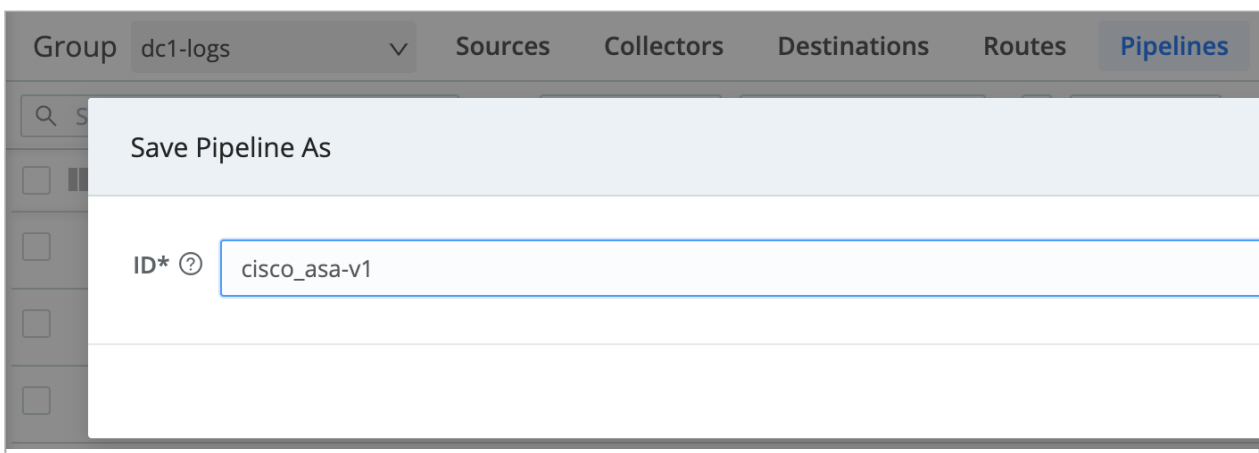 Group dc1-logs Sources Collectors Destinations Routes Pipelines
S
Save Pipeline As
ID* cisco_asa-v1